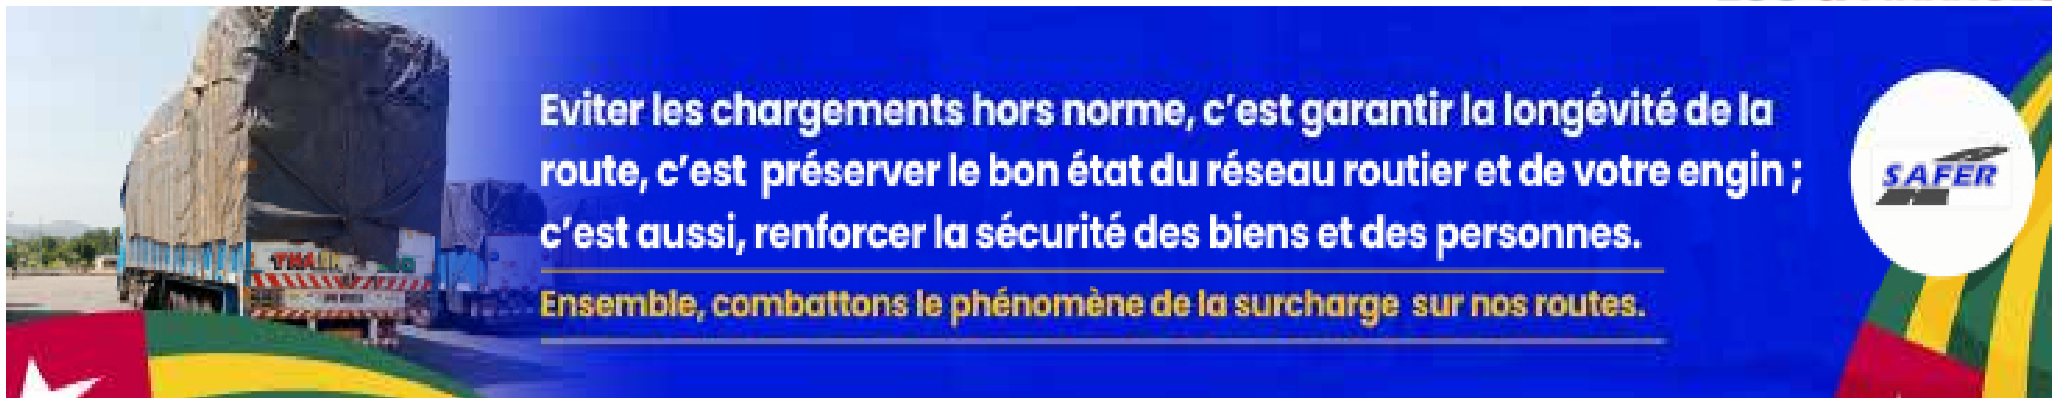 Eviter les chargements hors norme, c’est garantir la longévité de la
route, c’est préserver le bon état du réseau routier et de votre engin ;
c’est aussi, renforcer la sécurité des biens et des personnes.
Ensemble, combattons le phénomène de la surcharge sur nos routes.
SAFER